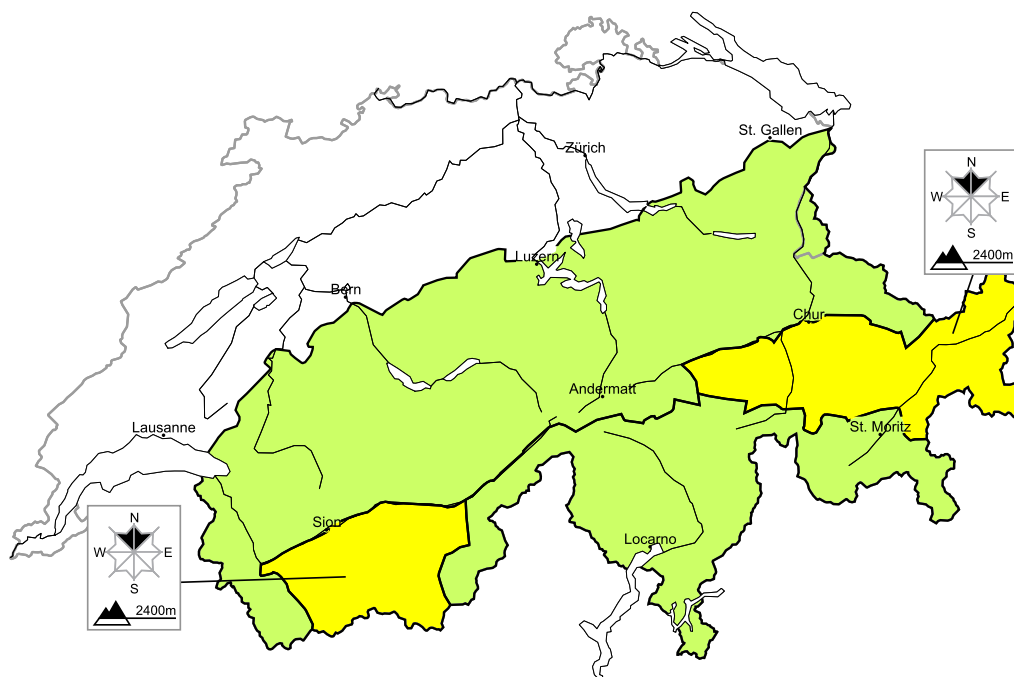 St. Gallen
Zürich
N
W E
S
2400m
Luzern
Bern
Chur
Andermatt
Lausanne
St. Moritz
N
W E
S
2400m
Sion
Locarno